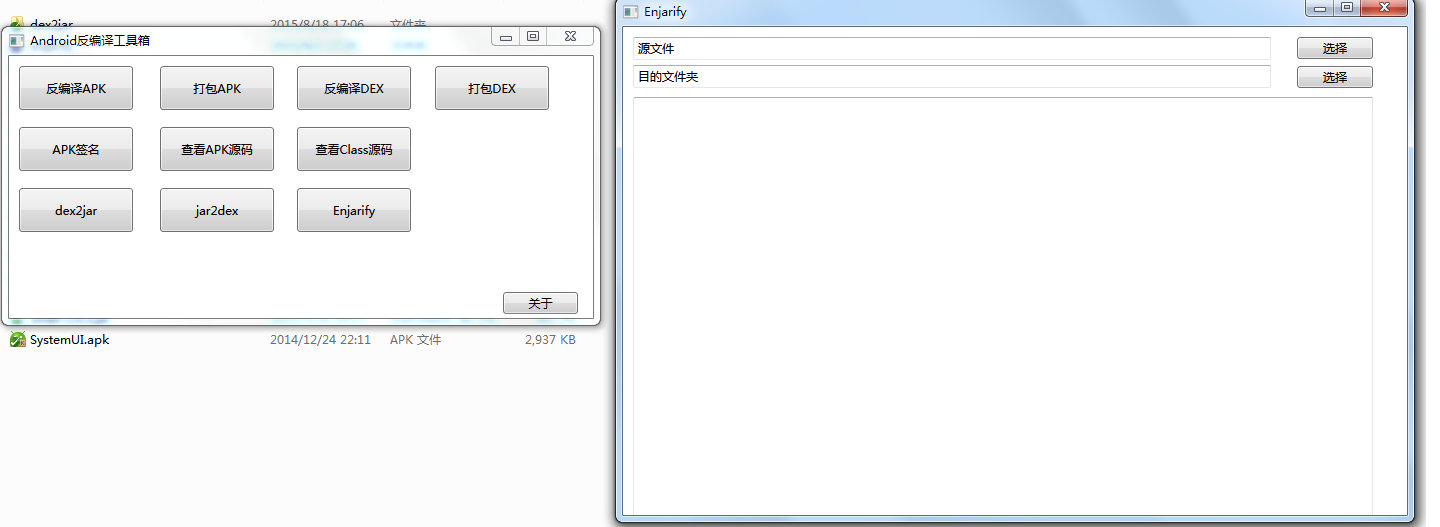 dex2jar 2015/8/18 17:06 文件夹
Android反编译工具箱
反编译APK 打包APK 反编译DEX 打包DEX
APK签名 查看APK源码 查看Class源码
dex2jar jar2dex Enjarify
关于
SystemUI.apk 2014/12/24 22:11 APK 文件 2,937 KB
Enjarify
源文件 选择
目的文件夹 选择